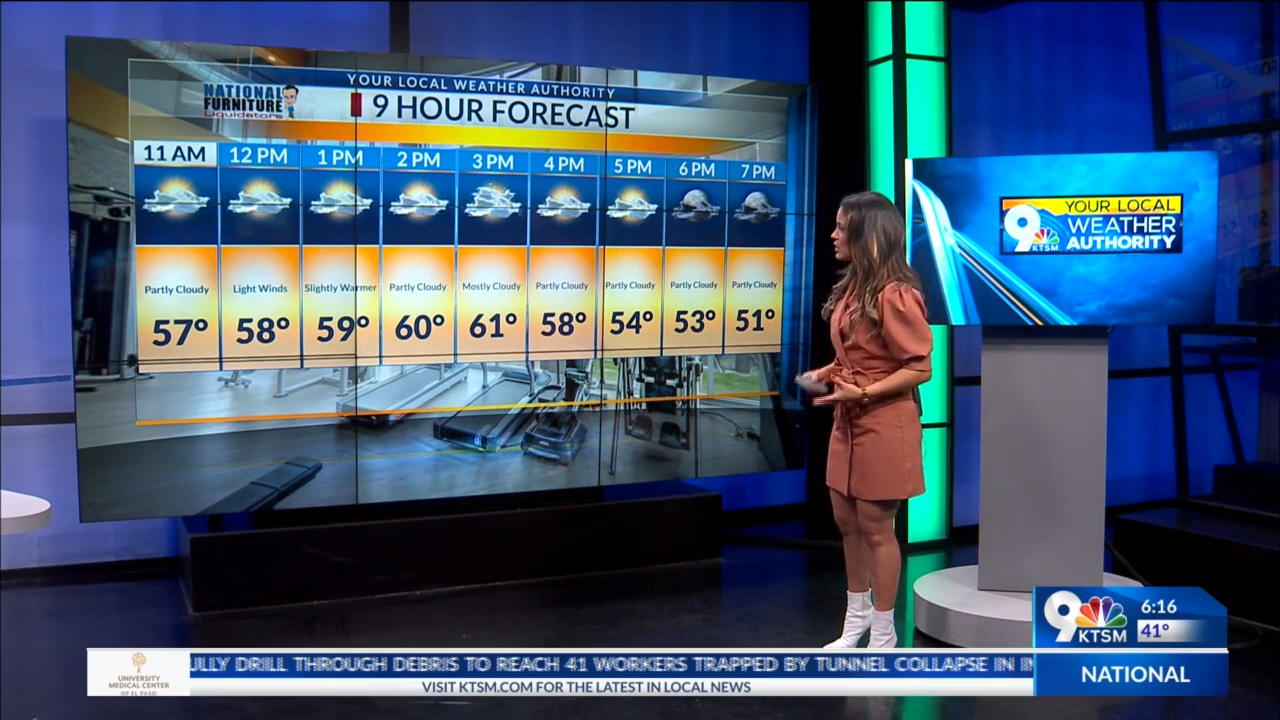 YOUR LOCAL WEATHER AUTHORITY
NATIONAL
FURNITURE
Liquidators
9 HOUR FORECAST
11 AM 12 PM 1 PM 2 PM 3 PM 4 PM 5 PM 6 PM 7 PM
Partly Cloudy Light Winds Slightly Warmer Partly Cloudy Mostly Cloudy Partly Cloudy Partly Cloudy Partly Cloudy Partly Cloudy
57° 58° 59° 60° 61° 58° 54° 53° 51°
9 KTSM
YOUR LOCAL
WEATHER
AUTHORITY
9 KTSM
6:16
41°
UNIVERSITY
MEDICAL CENTER
OF EL PASO
ULLY DRILL THROUGH DEBRIS TO REACH 41 WORKERS TRAPPED BY TUNNEL COLLAPSE IN IN
VISIT KTSM.COM FOR THE LATEST IN LOCAL NEWS
NATIONAL